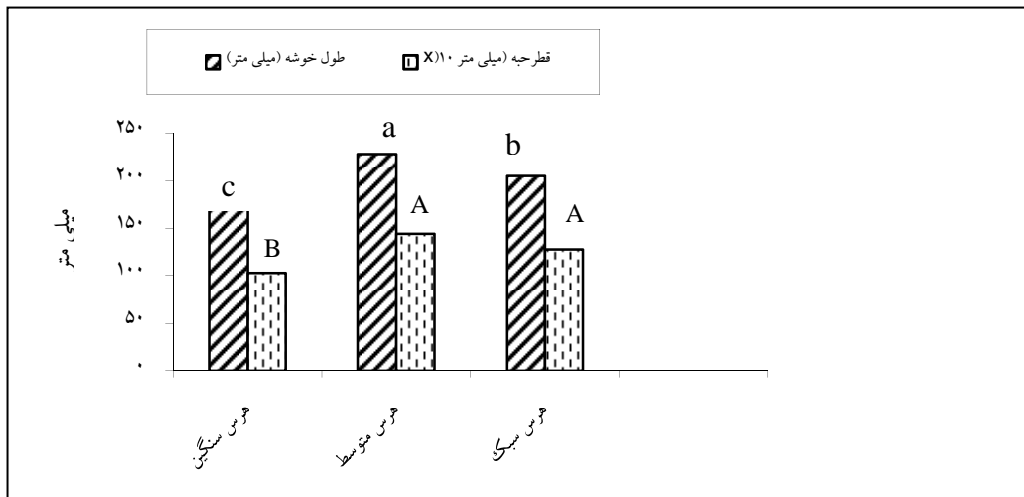 قطرحبه (میلی متر ۱۰(X طول خوشه (میلی متر)
۲۵۰
۲۰۰
۱۵۰
۱۰۰
۵۰
۰
میلی متر
c
B
a
A
b
A
هرس سنگین
هرس متوسط
هرس سبک